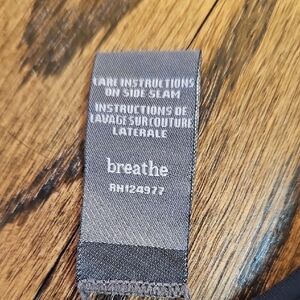 CARE INSTRUCTIONS
ON SIDE SEAM
INSTRUCTIONS DE
LAVAGE SUR COUTURE
LATERALE
breathe
RN124977